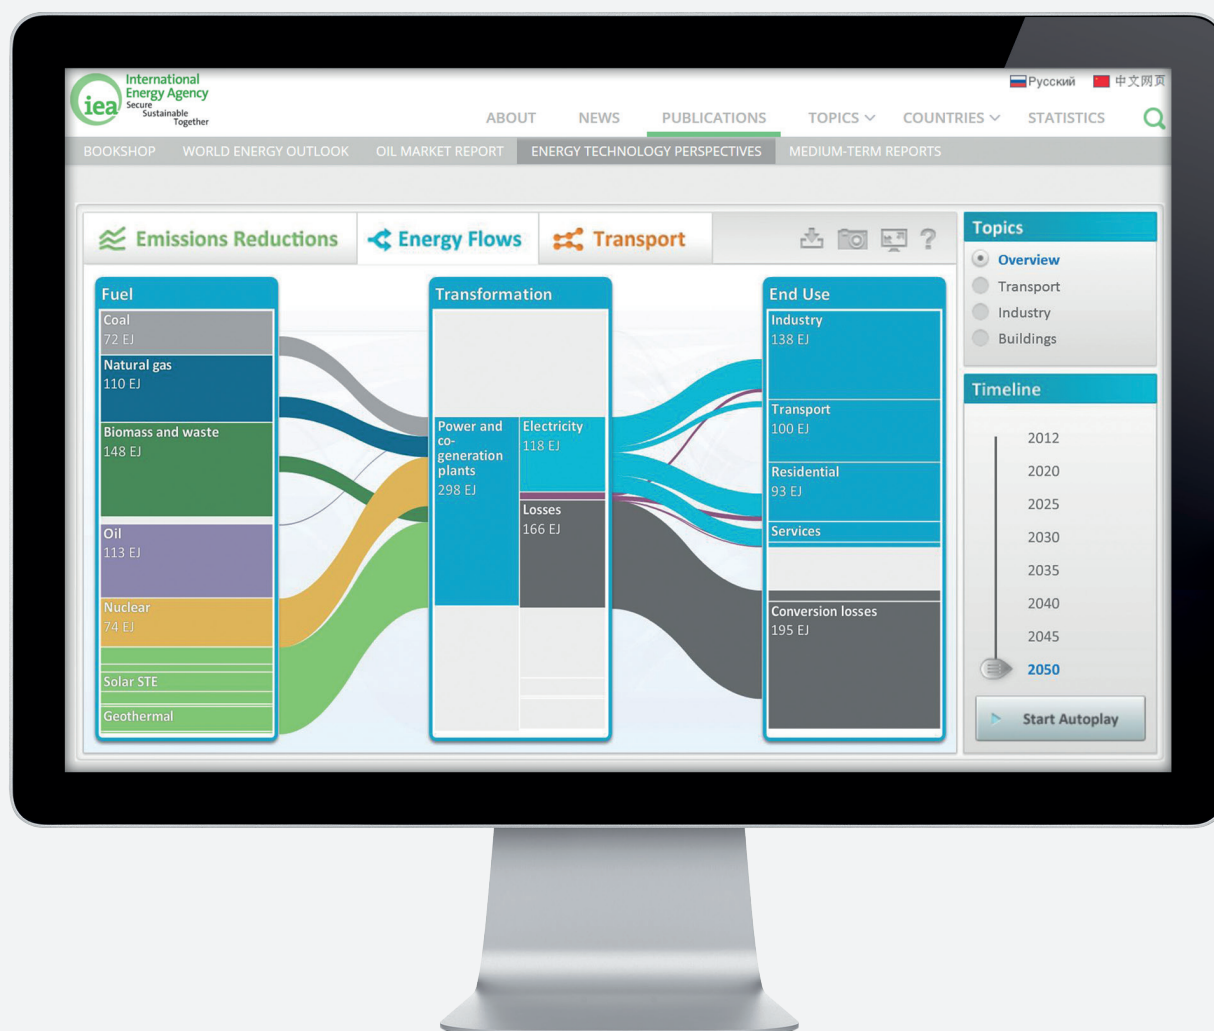 iea
International
Energy Agency
Secure
Sustainable
Together
Русский
中文网页
ABOUT
NEWS
PUBLICATIONS
TOPICS
COUNTRIES
STATISTICS
BOOKSHOP
WORLD ENERGY OUTLOOK
OIL MARKET REPORT
ENERGY TECHNOLOGY PERSPECTIVES
MEDIUM-TERM REPORTS
Emissions Reductions
Energy Flows
Transport
?
Fuel
Coal
72 EJ
Natural gas
110 EJ
Biomass and waste
148 EJ
Oil
113 EJ
Nuclear
74 EJ
Solar STE
Geothermal
Transformation
Power and
co-
generation
plants
298 EJ
Electricity
118 EJ
Losses
166 EJ
End Use
Industry
138 EJ
Transport
100 EJ
Residential
93 EJ
Services
Conversion losses
195 EJ
Topics
Overview
Transport
Industry
Buildings
Timeline
2012
2020
2025
2030
2035
2040
2045
2050
Start Autoplay